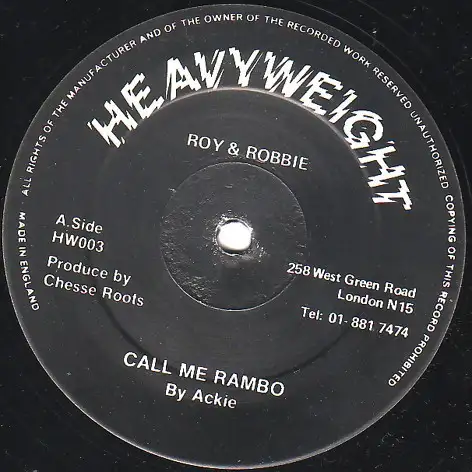 ALL RIGHTS OF THE MANUFACTURER AND OF THE OWNER OF THE RECORDED WORK RESERVED UNAUTHORIZED COPYING OF THIS RECORD PROHIBITED
HEAVYWEIGHT
ROY & ROBBIE
A.Side
HW003
Produce by
Chesse Roots
258 West Green Road
London N15
Tel: 01-881 7474
MADE IN ENGLAND
CALL ME RAMBO
By Ackie